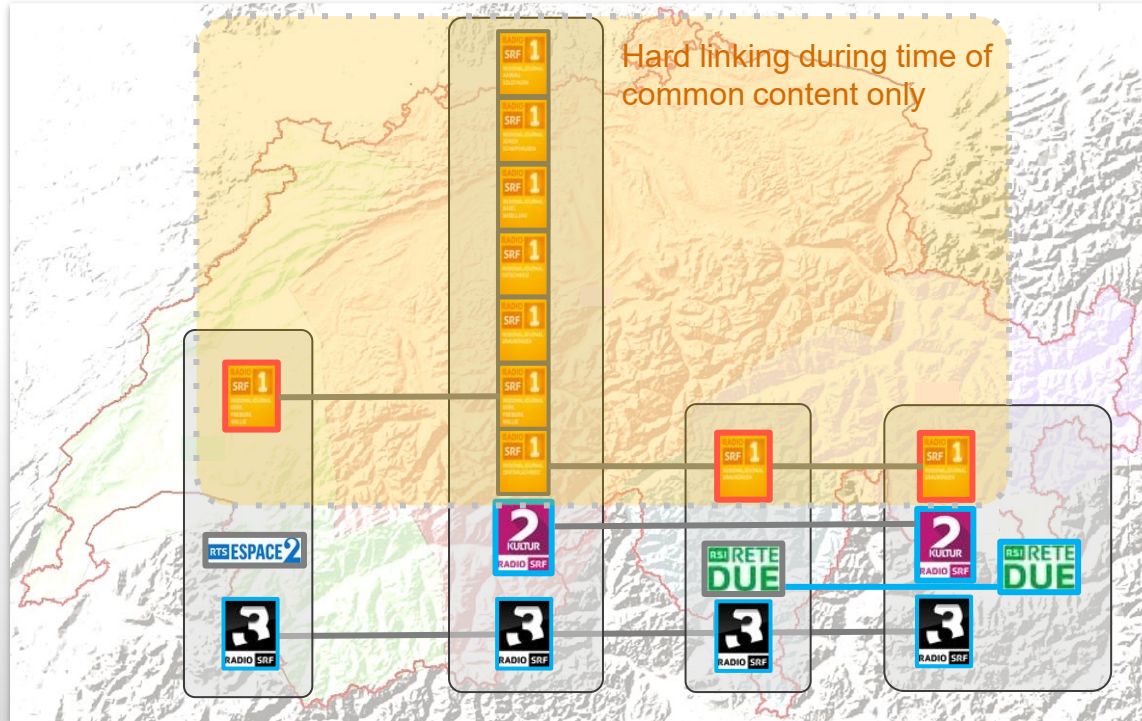 Hard linking during time of
common content only
RADIO
SRF 1
RADIO
SRF 1
RADIO
SRF 1
RADIO
SRF 1
RADIO
SRF 1
RADIO
SRF 1
RADIO
SRF 1
RADIO
SRF 1
RADIO
SRF 1
RADIO
SRF 1
RTS ESPACE 2
2
KULTUR
RADIO SRF
RSI RETE
DUE
2
KULTUR
RADIO SRF
RSI RETE
DUE
3
RADIO SRF
3
RADIO SRF
3
RADIO SRF
3
RADIO SRF